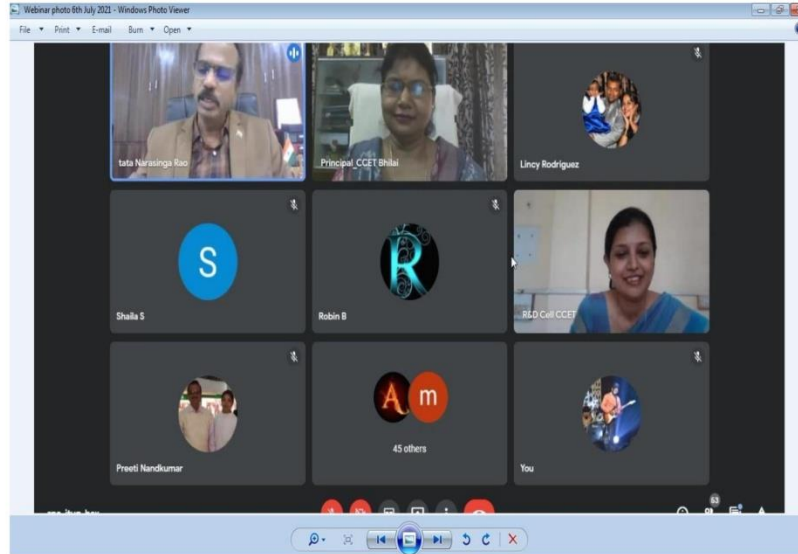 Webinar photo 6th July 2021 - Windows Photo Viewer
File Print E-mail Burn Open
tata Narasinga Rao
Principal_CCET Bhilai
Lincy Rodriguez
S
Shaila S
R
Robin B
R&D Cell CCET
Preeti Nandkumar
A m
45 others
You
53